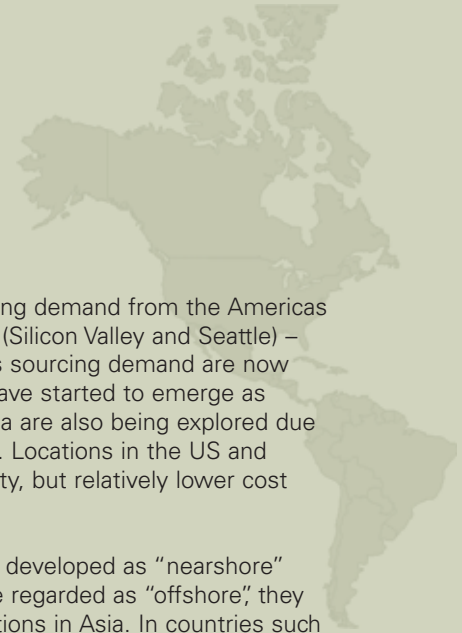 ing demand from the Americas
(Silicon Valley and Seattle) –
s sourcing demand are now
ave started to emerge as
a are also being explored due
. Locations in the US and
ty, but relatively lower cost
developed as “nearshore”
e regarded as “offshore”, they
tions in Asia. In countries such